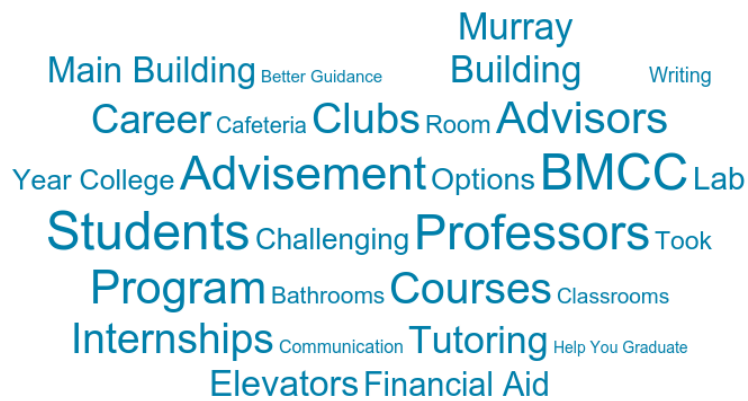 Murray
Main Building Better Guidance Building Writing
Career Cafeteria Clubs Room Advisors
Year College Advisement Options BMCC Lab
Students Challenging Professors Took
Program Bathrooms Courses Classrooms
Internships Communication Tutoring Help You Graduate
Elevators Financial Aid